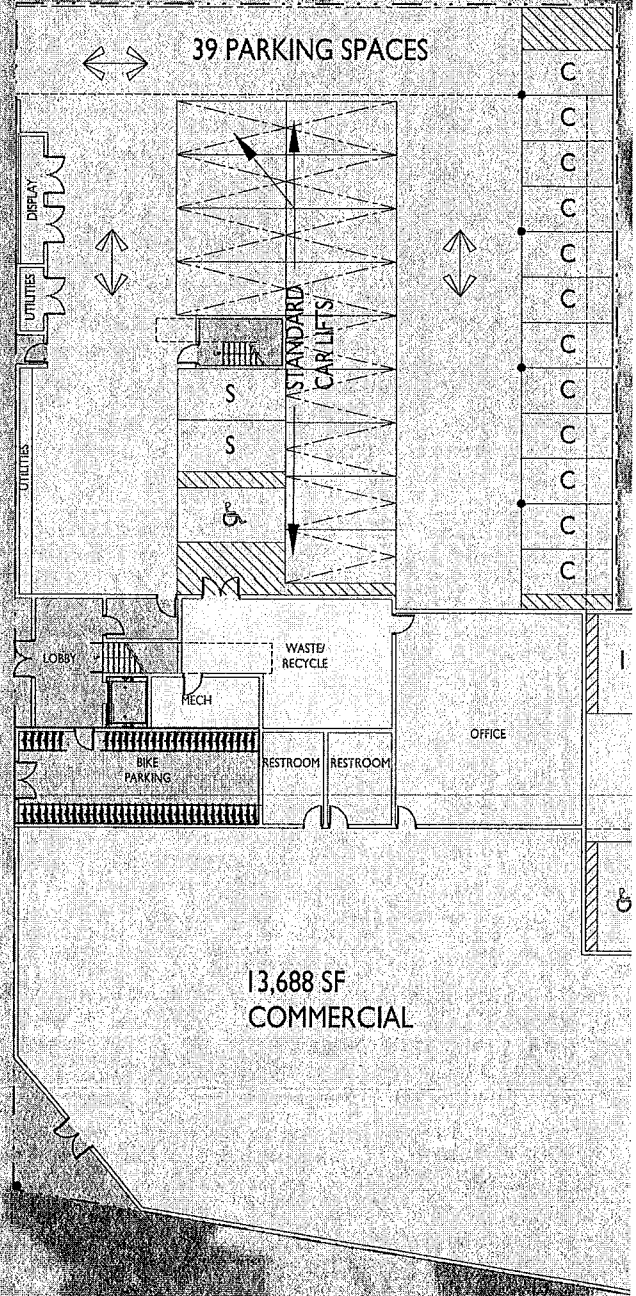 39 PARKING SPACES
C
C
C
C
C
C
C
C
C
C
C
C
DISPLAY
UTILITIES
STANDARD
CAR LIFTS
S
S
UTILITIES
LOBBY
WASTE/
RECYCLE
MECH
OFFICE
BIKE
PARKING
RESTROOM
RESTROOM
13,688 SF
COMMERCIAL